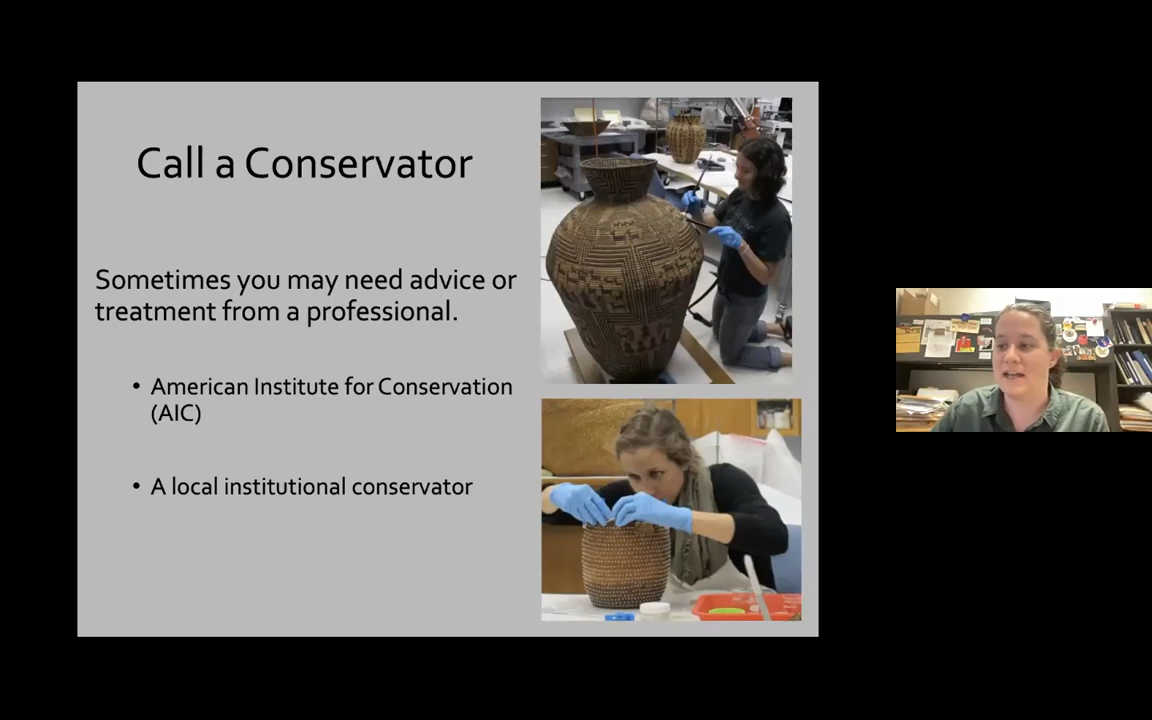 Call a Conservator
Sometimes you may need advice or
treatment from a professional.
• American Institute for Conservation
(AIC)
• A local institutional conservator